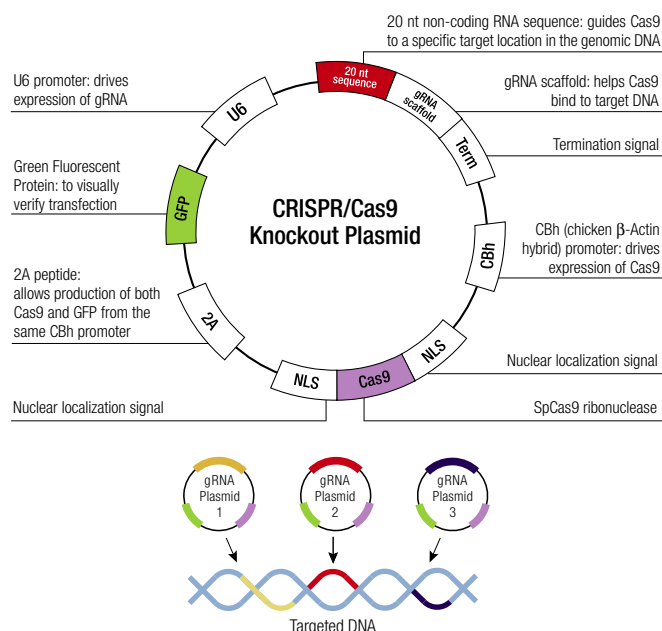 20 nt non-coding RNA sequence: guides Cas9
to a specific target location in the genomic DNA
U6 promoter: drives
expression of gRNA
gRNA scaffold: helps Cas9
bind to target DNA
Termination signal
Green Fluorescent
Protein: to visually
verify transfection
CBh (chicken β-Actin
hybrid) promoter: drives
expression of Cas9
2A peptide:
allows production of both
Cas9 and GFP from the
same CBh promoter
Nuclear localization signal
Nuclear localization signal
SpCas9 ribonuclease
CRISPR/Cas9
Knockout Plasmid
20 nt
sequence
gRNA
scaffold
Term
CBh
NLS
Cas9
NLS
2A
GFP
U6
gRNA
Plasmid
1
gRNA
Plasmid
2
gRNA
Plasmid
3
Targeted DNA